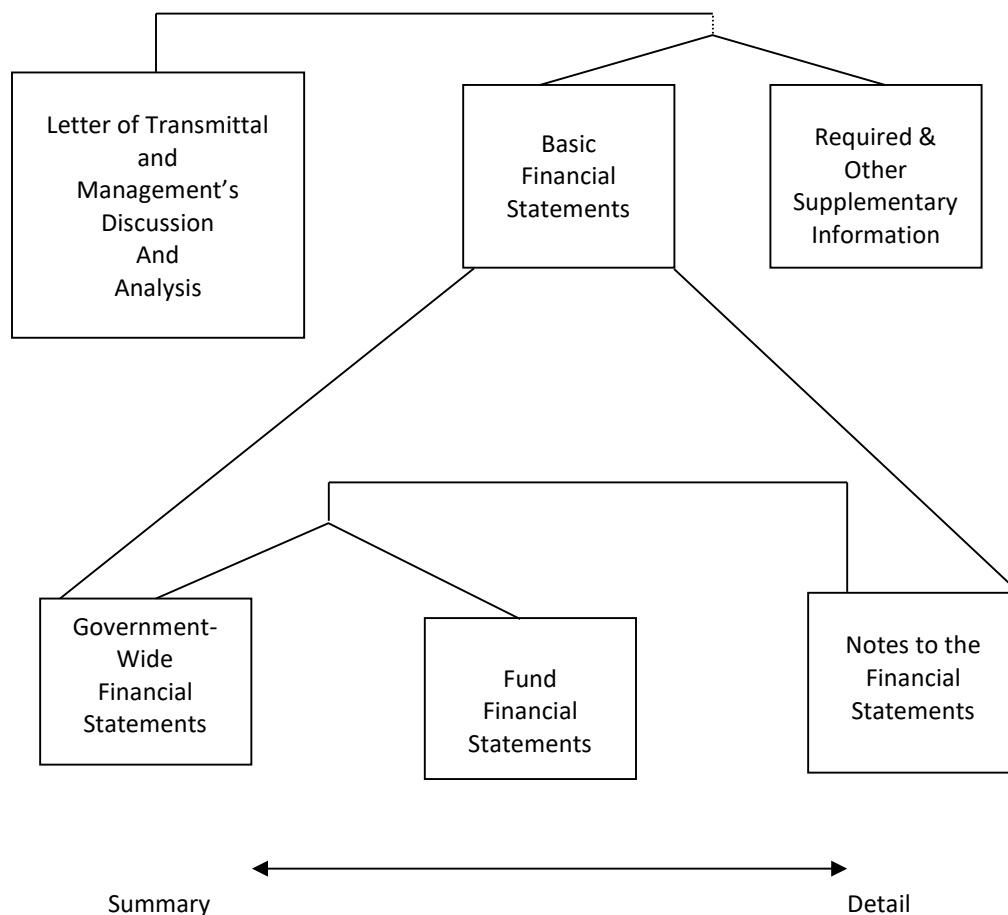 Letter of Transmittal
and
Management’s
Discussion
And
Analysis
Basic
Financial
Statements
Required &
Other
Supplementary
Information
Government-
Wide
Financial
Statements
Fund
Financial
Statements
Notes to the
Financial
Statements
Summary
Detail